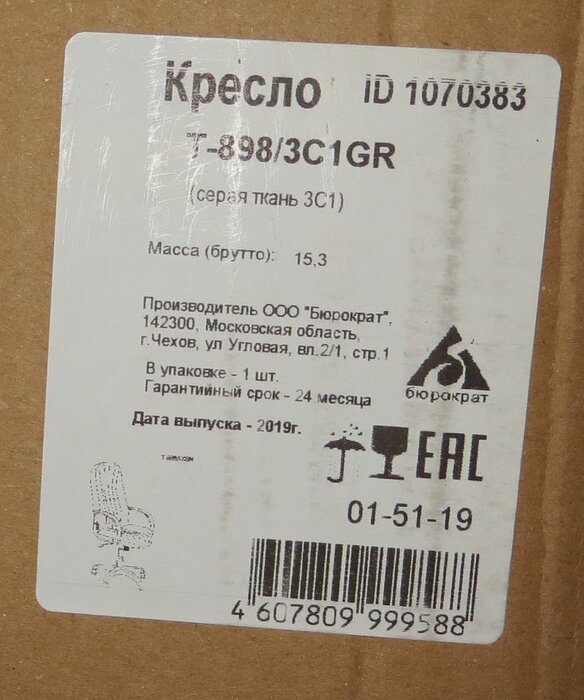 Кресло ID 1070383
T-898/3C1GR
(серая ткань 3С1)
Масса (брутто): 15,3
Производитель ООО "Бюрократ",
142300, Московская область,
г.Чехов, ул Угловая, вл.2/1, стр.1
В упаковке - 1 шт.
Гарантийный срок - 24 месяца
бюрократ
Дата выпуска - 2019г.
EAC
01-51-19
4 607809 999588